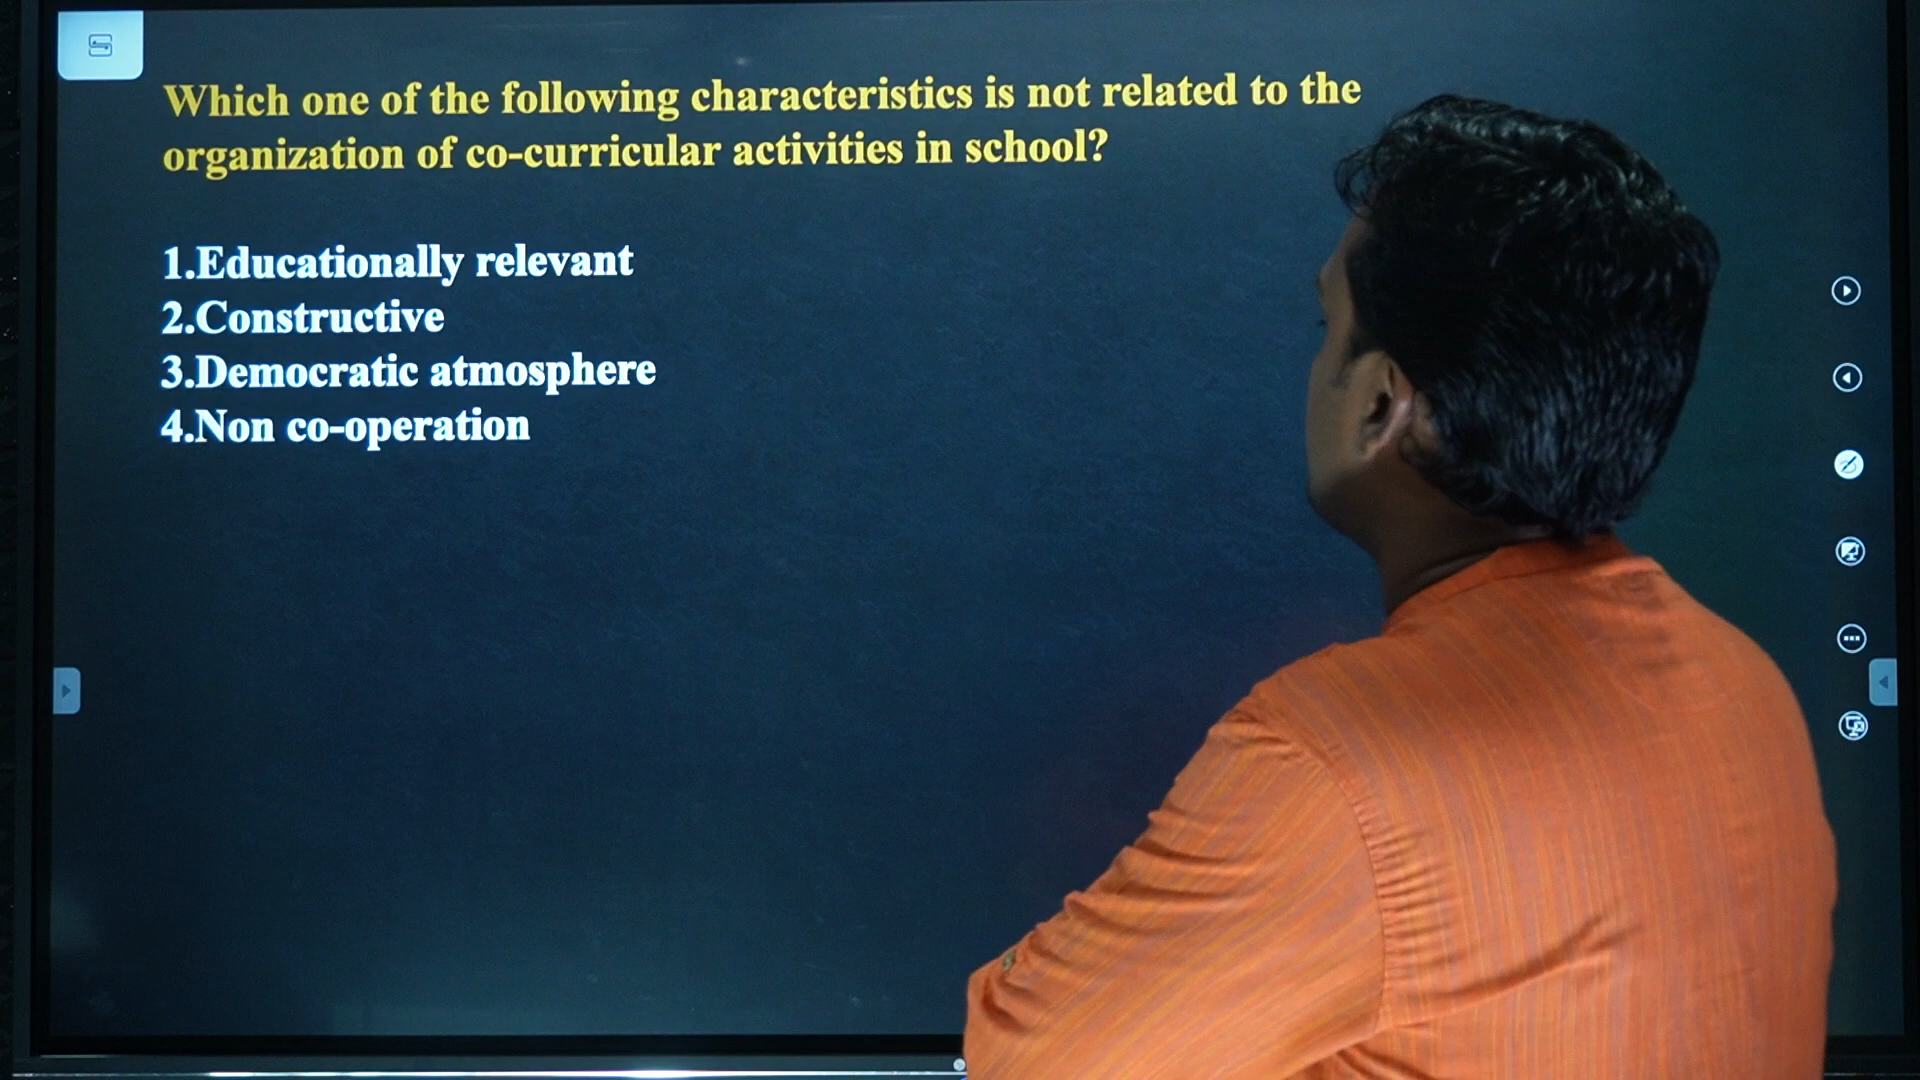 Which one of the following characteristics is not related to the
organization of co-curricular activities in school?
1.Educationally relevant
2.Constructive
3.Democratic atmosphere
4.Non co-operation